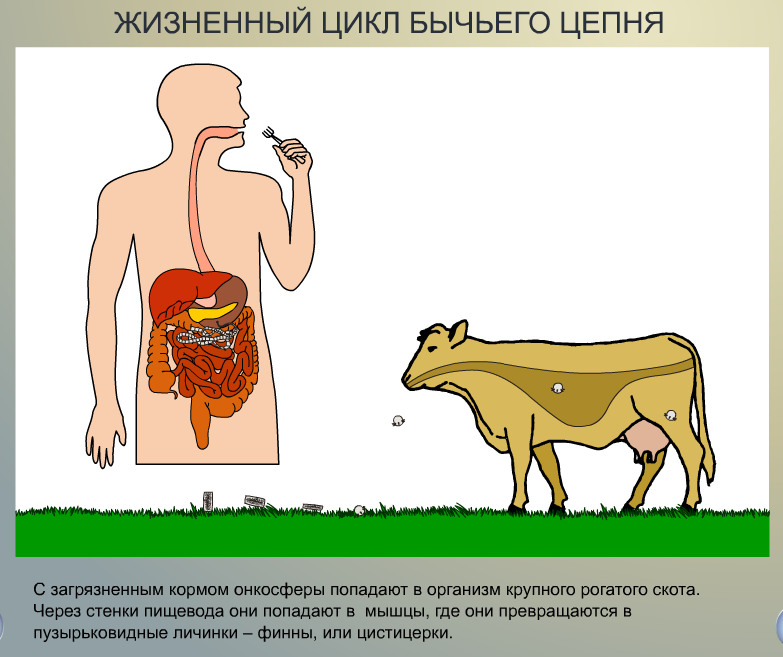 ЖИЗНЕННЫЙ ЦИКЛ БЫЧЬЕГО ЦЕПНЯ
С загрязненным кормом онкосферы попадают в организм крупного рогатого скота.
Через стенки пищевода они попадают в мышцы, где они превращаются в
пузырьковидные личинки – финны, или цистицерки.